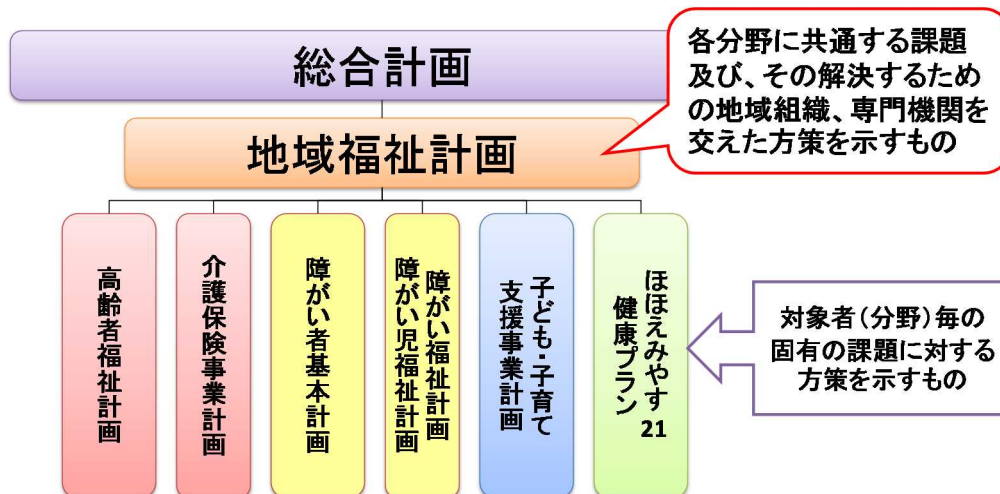 総合計画
各分野に共通する課題
及び、その解決するため
の地域組織、専門機関を
交えた方策を示すもの
地域福祉計画
高齢者福祉計画
介護保険事業計画
障がい者基本計画
障がい福祉計画
障がい児福祉計画
子ども・子育て
支援事業計画
ほほえみやす21
健康プラン
対象者（分野）毎の
固有の課題に対する
方策を示すもの